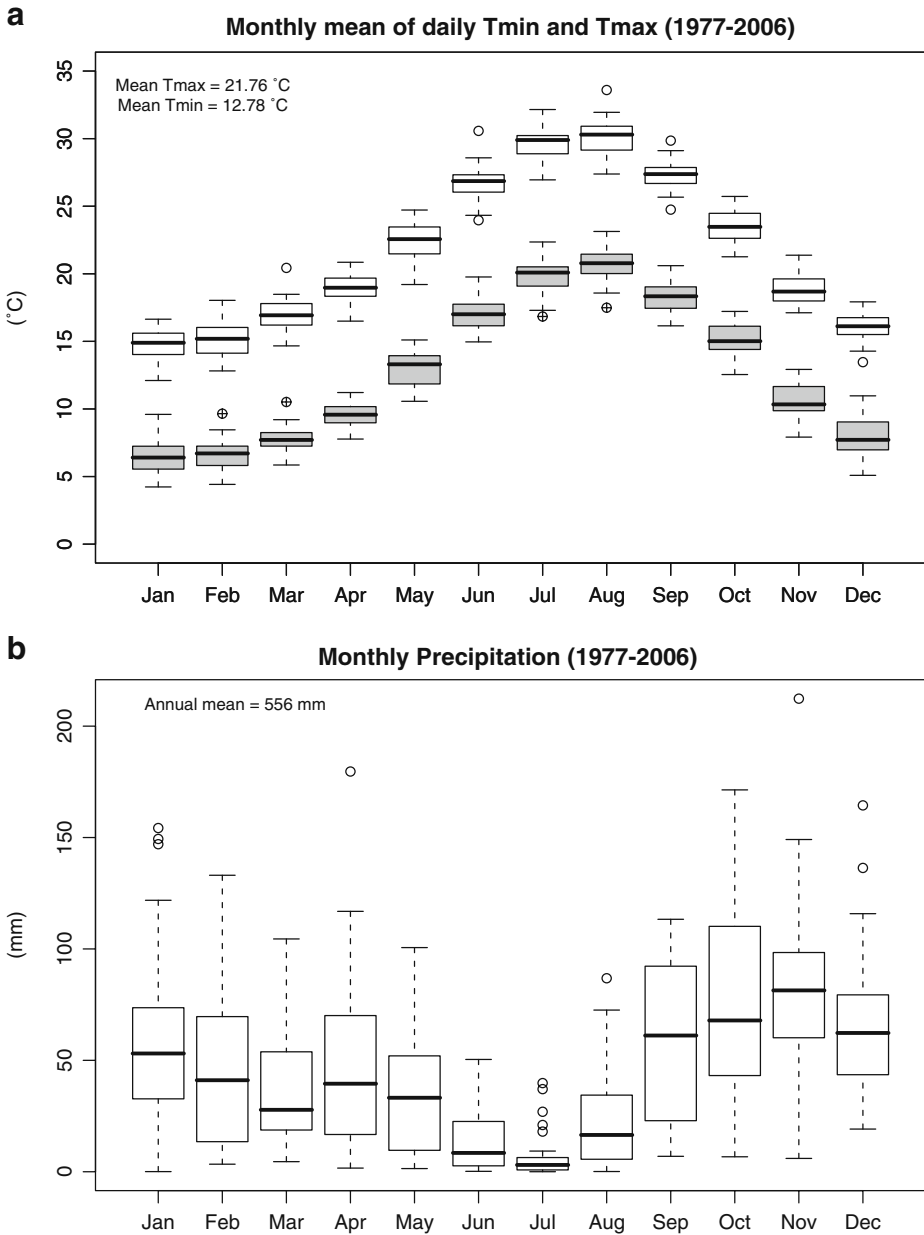 a
Monthly mean of daily Tmin and Tmax (1977-2006)
Mean Tmax = 21.76 ˚C
Mean Tmin = 12.78 ˚C
35
30
25
20
15
10
5
0
(˚C)
Jan Feb Mar Apr May Jun Jul Aug Sep Oct Nov Dec
b
Monthly Precipitation (1977-2006)
Annual mean = 556 mm
200
150
100
50
0
(mm)
Jan Feb Mar Apr May Jun Jul Aug Sep Oct Nov Dec